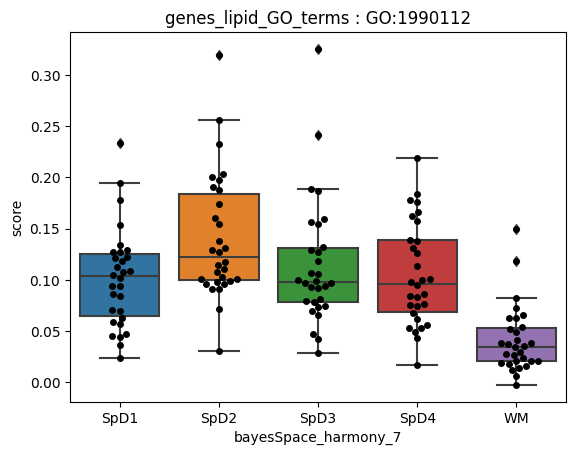 genes_lipid_GO_terms : GO:1990112
0.30
0.25
0.20
0.15
0.10
0.05
0.00
score
SpD1 SpD2 SpD3 SpD4 WM
bayesSpace_harmony_7